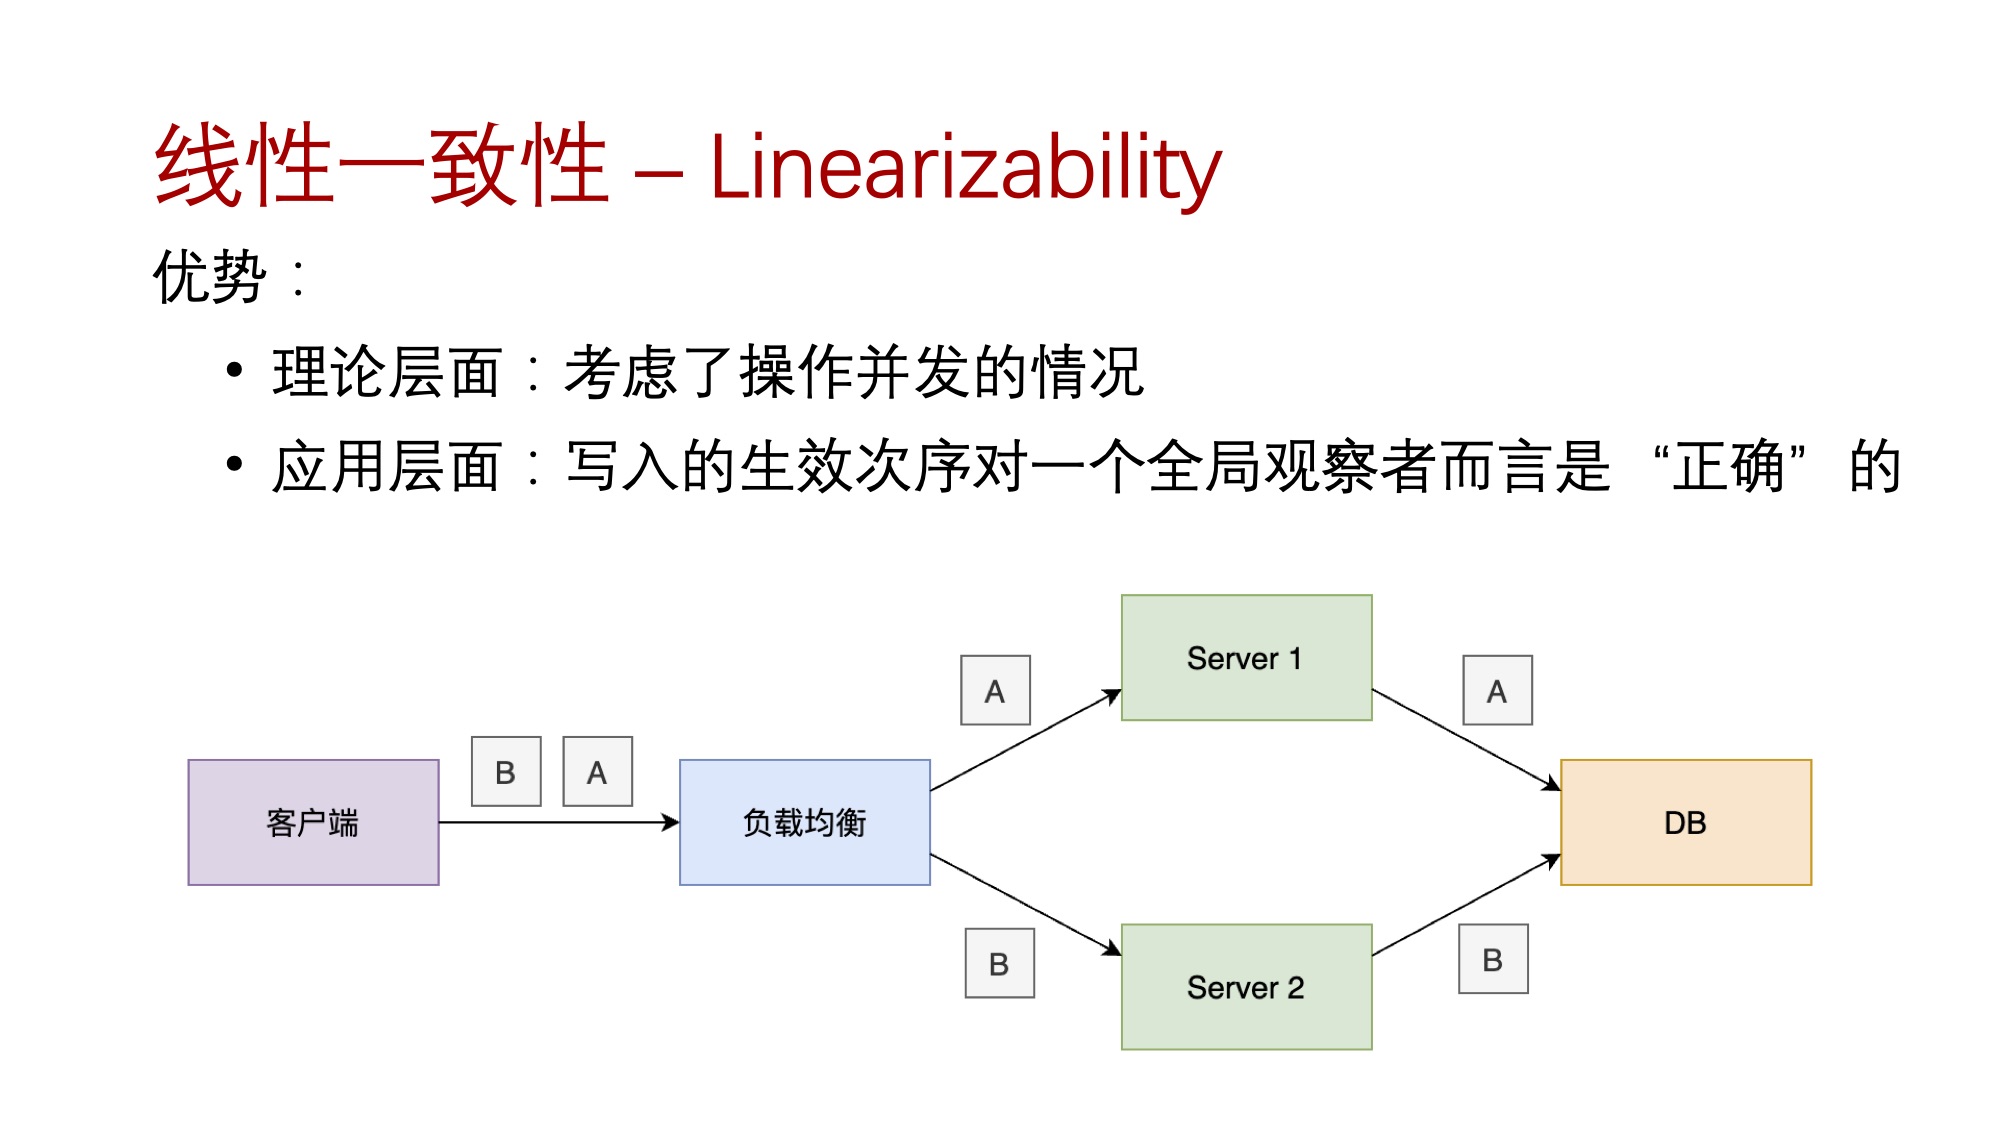 线性一致性 – Linearizability
优势：
• 理论层面：考虑了操作并发的情况
• 应用层面：写入的生效次序对一个全局观察者而言是 “正确” 的
Server 1
A
A
B
A
客户端
负载均衡
DB
B
B
Server 2